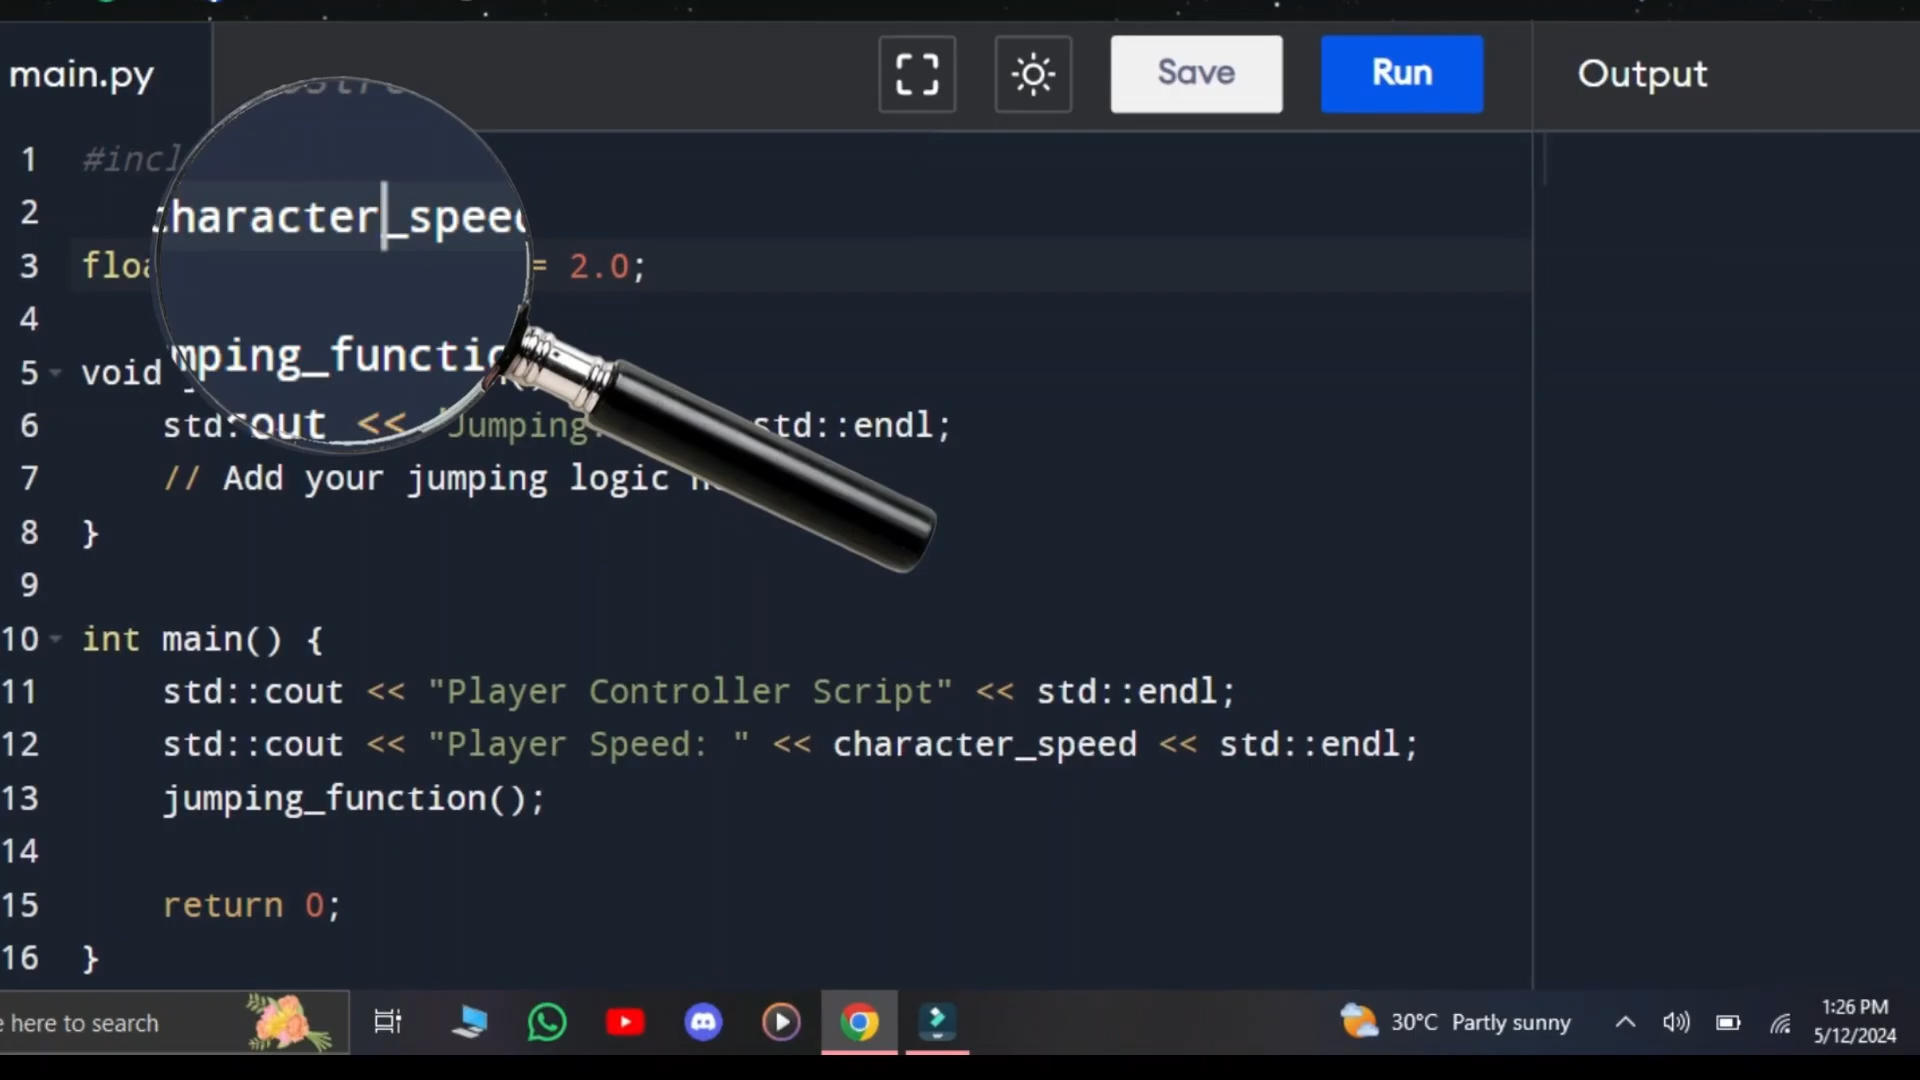 main.py
Save
Run
Output
1 #incl
2
character_speed
3 floa = 2.0;
4
mping_functio
5 void
6 std: out << Jumping. std::endl;
7 // Add your jumping logic
8 }
9
10 int main() {
11 std::cout << "Player Controller Script" << std::endl;
12 std::cout << "Player Speed: " << character_speed << std::endl;
13 jumping_function();
14
15 return 0;
16 }
here to search
30°C Partly sunny
1:26 PM
5/12/2024